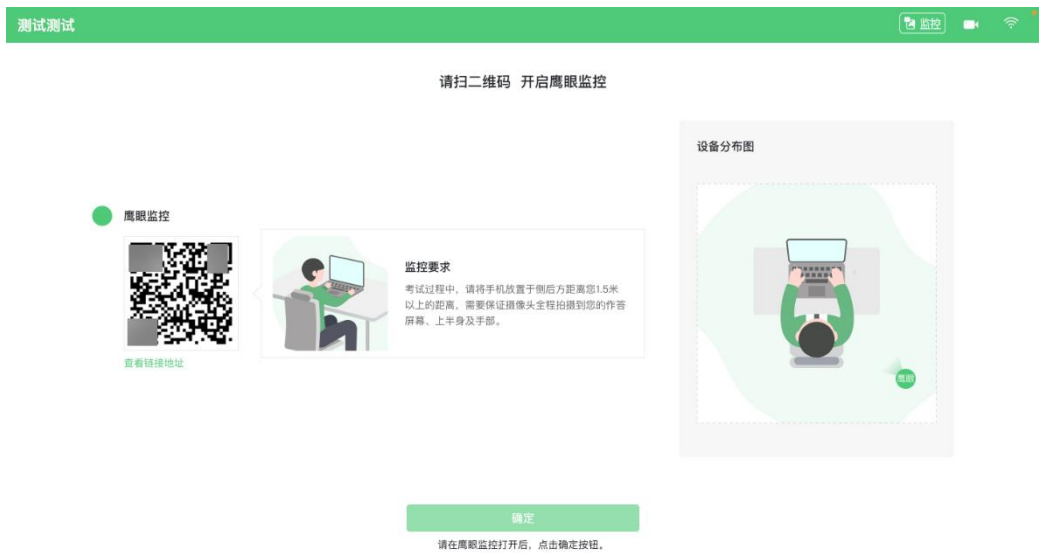 测试测试
监控
请扫二维码 开启鹰眼监控
设备分布图
鹰眼监控
监控要求
考试过程中，请将手机放置于侧后方距离您1.5米
以上的距离，需要保证摄像头全程拍摄到您的作答
屏幕、上半身及手部。
查看链接地址
鹰眼
确定
请在鹰眼监控打开后，点击确定按钮。